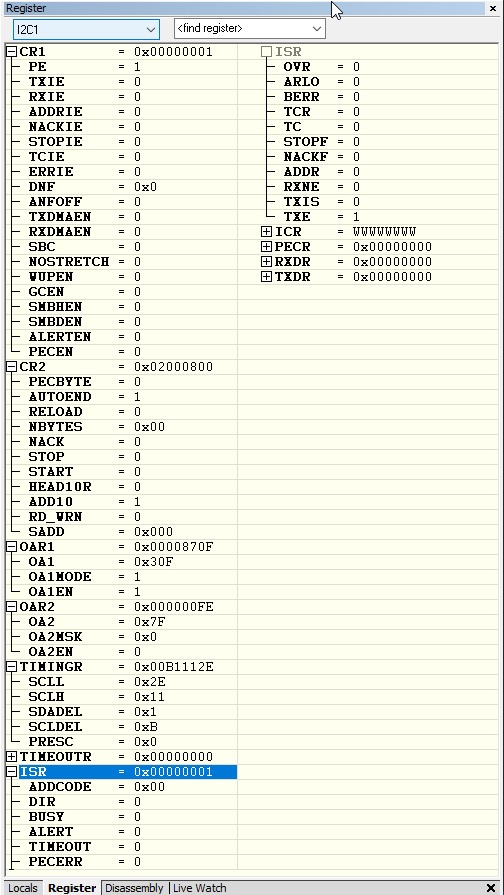 Register
I2C1
<find register>
CR1 = 0x00000001
PE = 1
TXIE = 0
RXIE = 0
ADDRIE = 0
NACKIE = 0
STOPIE = 0
TCIE = 0
ERRIE = 0
DNF = 0x0
ANFOFF = 0
TXDMAEN = 0
RXDMAEN = 0
SBC = 0
NOSTRETCH = 0
WUPEN = 0
GCEN = 0
SMBHEN = 0
SMBDEN = 0
ALERTEN = 0
PECEN = 0
CR2 = 0x02000800
PECBYTE = 0
AUTOEND = 1
RELOAD = 0
NBYTES = 0x00
NACK = 0
STOP = 0
START = 0
HEAD10R = 0
ADD10 = 1
RD_WRN = 0
SADD = 0x000
OAR1 = 0x0000870F
OA1 = 0x30F
OA1MODE = 1
OA1EN = 1
OAR2 = 0x000000FE
OA2 = 0x7F
OA2MSK = 0x0
OA2EN = 0
TIMINGR = 0x00B1112E
SCLL = 0x2E
SCLH = 0x11
SDADEL = 0x1
SCLDEL = 0xB
PRESC = 0x0
TIMEOUTR = 0x00000000
ISR = 0x00000001
ADDCODE = 0x00
DIR = 0
BUSY = 0
ALERT = 0
TIMEOUT = 0
PECERR = 0
ISR
OVR = 0
ARLO = 0
BERR = 0
TCR = 0
TC = 0
STOPF = 0
NACKF = 0
ADDR = 0
RXNE = 0
TXIS = 0
TXE = 1
ICR = WWWWWWWW
PECR = 0x00000000
RXDR = 0x00000000
TXDR = 0x00000000
Locals Register Disassembly Live Watch